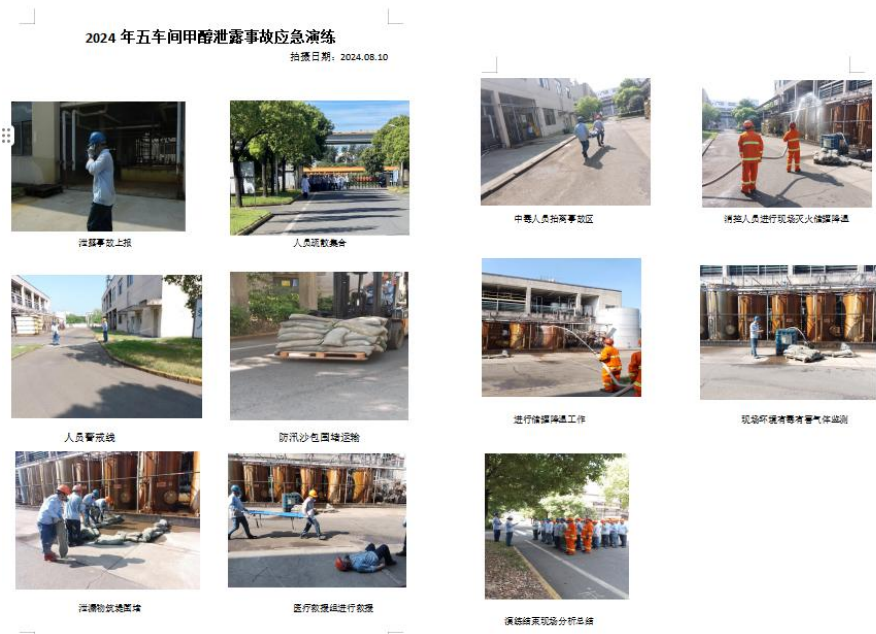 2024 年五车间甲醇泄露事故应急演练
拍摄日期：2024.08.10
泄露事故上报
人员疏散集合
人员警戒线
防汛沙包围堵运输
泄漏物筑堤围堵
医疗救援组进行救援
中毒人员抬离事故区
消控人员进行现场灭火储罐降温
进行储罐降温工作
现场环境有毒有害气体监测
演练结束现场分析总结